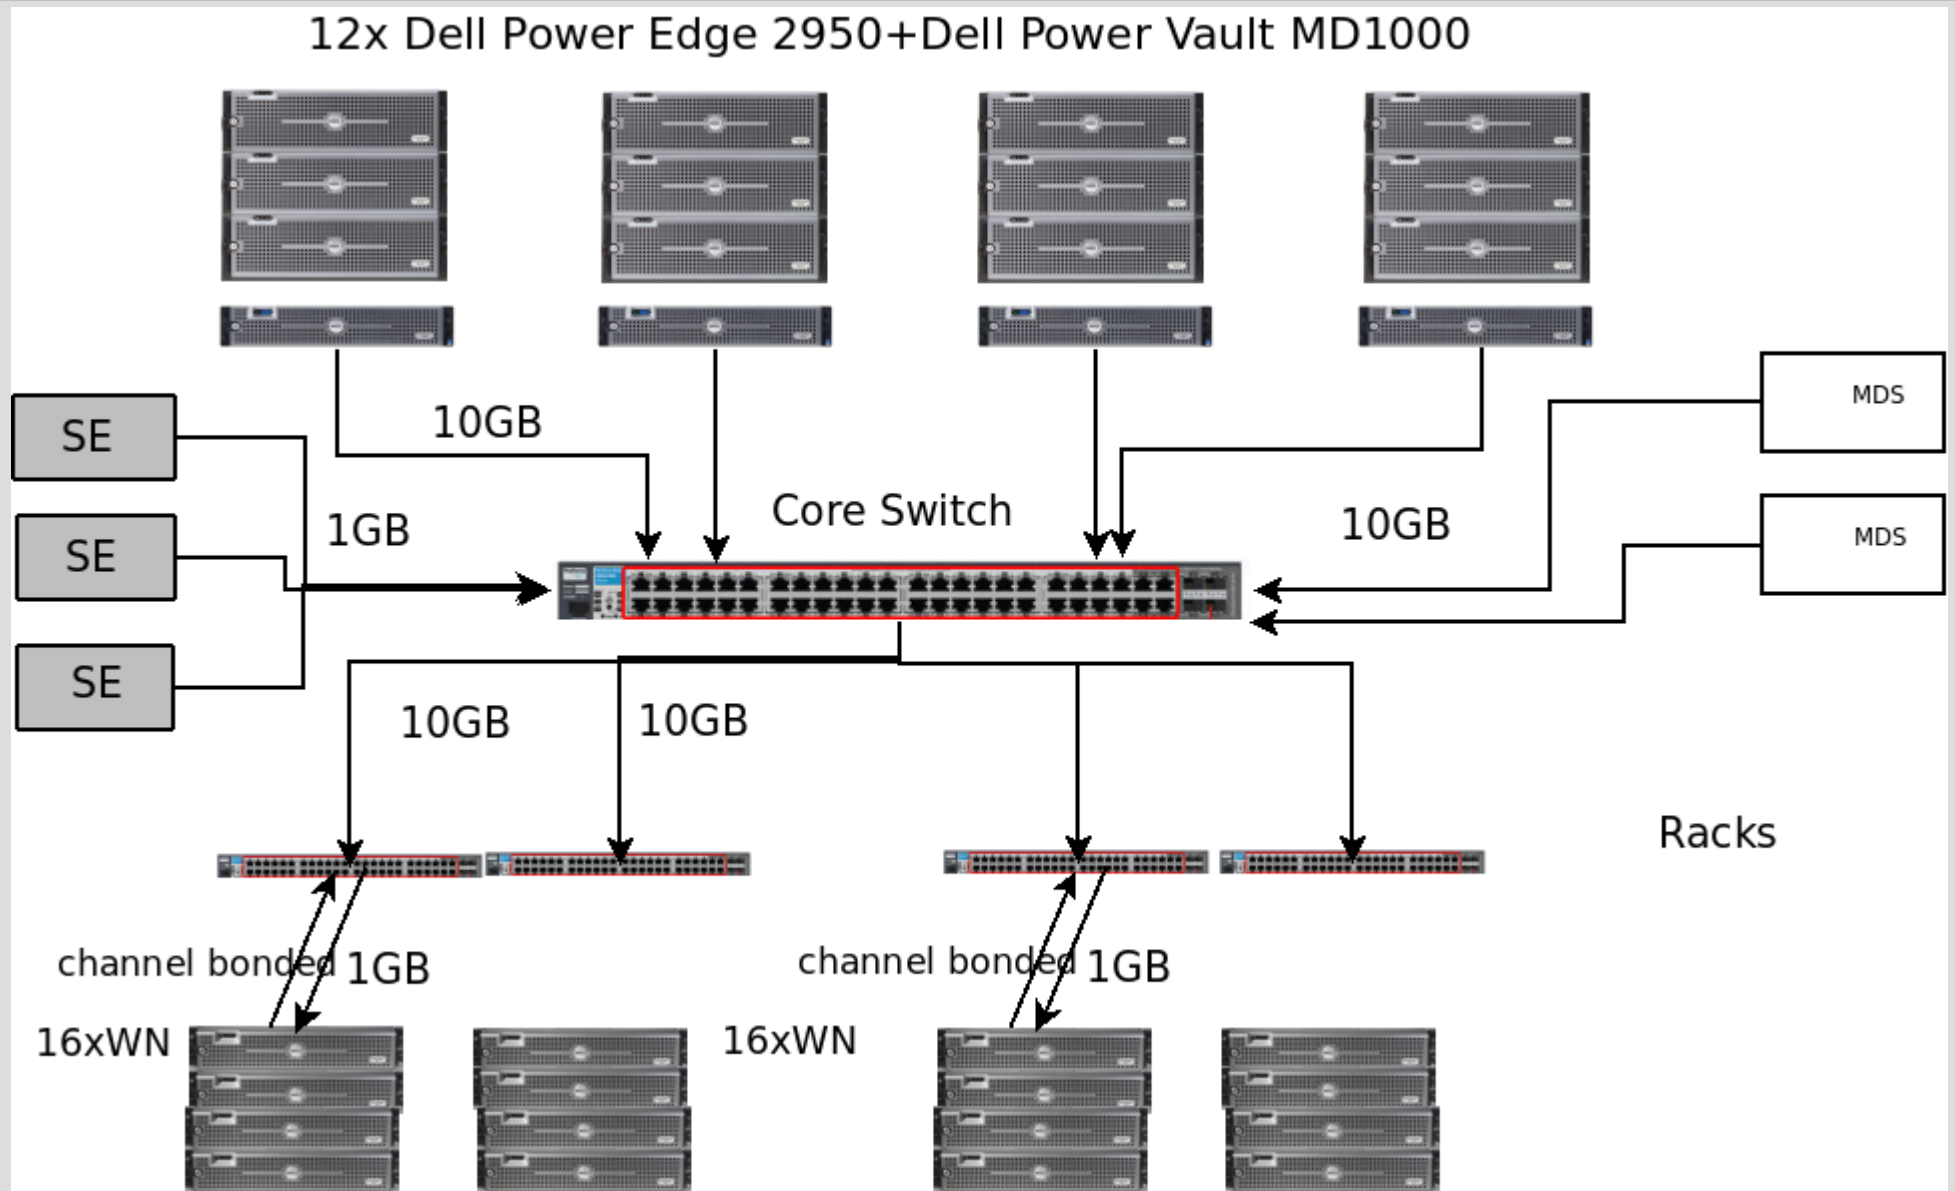 12x Dell Power Edge 2950+Dell Power Vault MD1000
MDS
SE
10GB
Core Switch
10GB
1GB
MDS
SE
SE
10GB
10GB
Racks
channel bonded
1GB
channel bonded
1GB
16xWN
16xWN